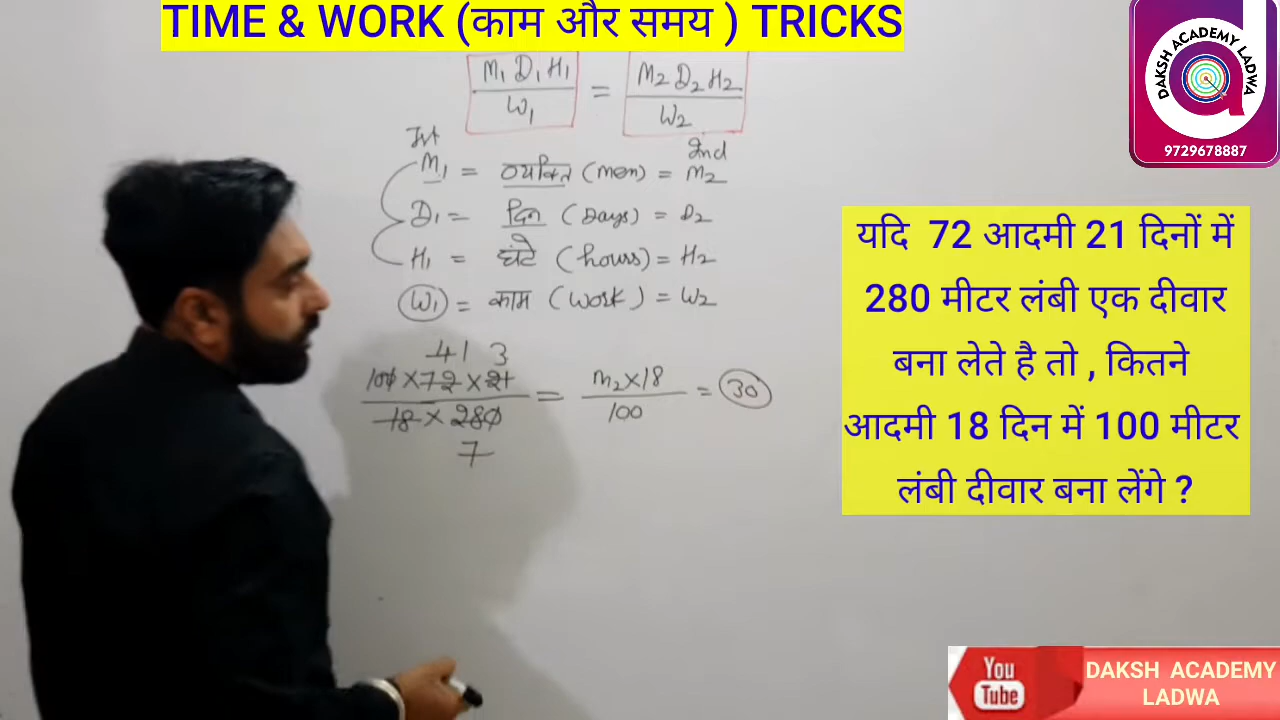 TIME & WORK (काम और समय ) TRICKS
DAKSH ACADEMY LADWA
9729678887
M₁ D₁ H₁ / W₁ = M₂ D₂ H₂ / W₂
Ist 2nd
M₁ = व्यक्ति (men) = M₂
D₁ = दिन (Days) = D₂
H₁ = घंटे (hours) = H₂
W₁ = काम (work) = W₂
4 1 3
100 × 72 × 21 / 18 × 280 = M₂ × 18 / 100 = 30
7
यदि 72 आदमी 21 दिनों में
280 मीटर लंबी एक दीवार
बना लेते है तो , कितने
आदमी 18 दिन में 100 मीटर
लंबी दीवार बना लेंगे ?
You
Tube
DAKSH ACADEMY
LADWA